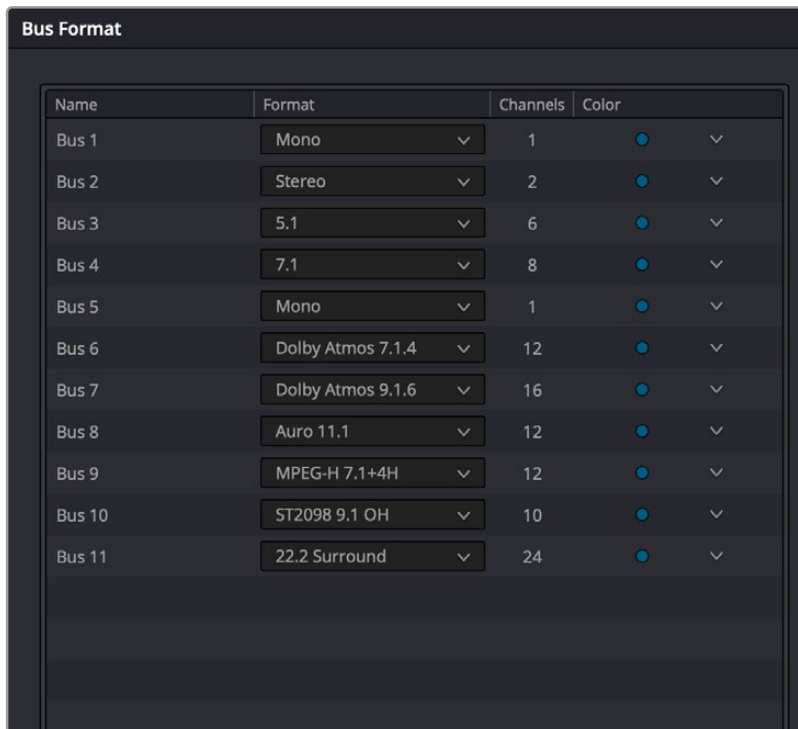 Bus Format
Name Format Channels Color
Bus 1 Mono 1
Bus 2 Stereo 2
Bus 3 5.1 6
Bus 4 7.1 8
Bus 5 Mono 1
Bus 6 Dolby Atmos 7.1.4 12
Bus 7 Dolby Atmos 9.1.6 16
Bus 8 Auro 11.1 12
Bus 9 MPEG-H 7.1+4H 12
Bus 10 ST2098 9.1 OH 10
Bus 11 22.2 Surround 24